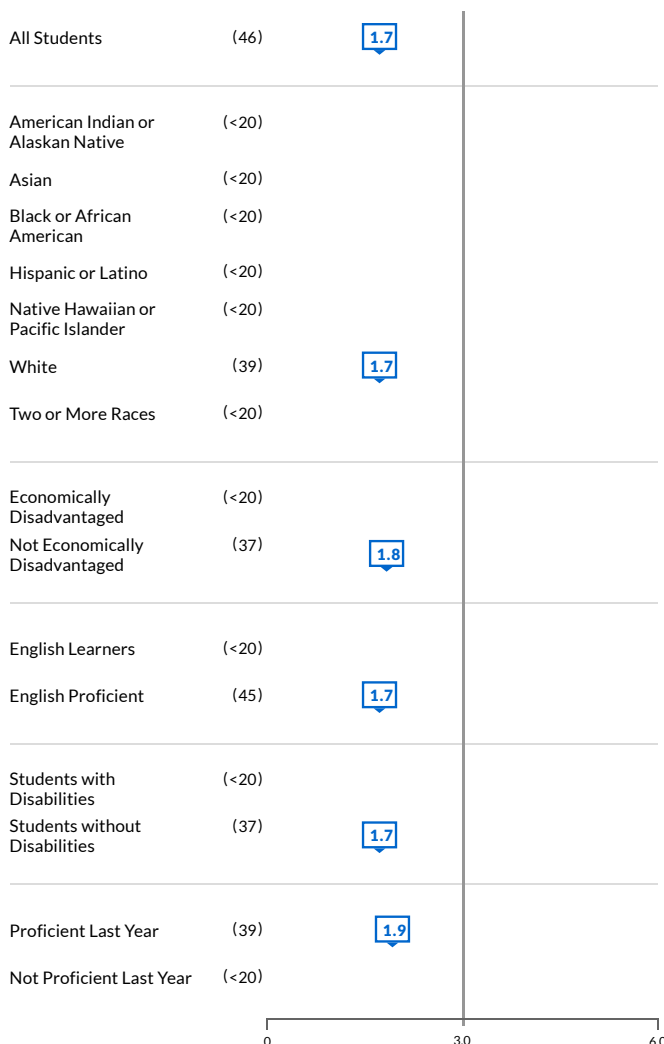 All Students (46) 1.7
American Indian or (<20)
Alaskan Native
Asian (<20)
Black or African (<20)
American
Hispanic or Latino (<20)
Native Hawaiian or (<20)
Pacific Islander
White (39) 1.7
Two or More Races (<20)
Economically (<20)
Disadvantaged
Not Economically (37) 1.8
Disadvantaged
English Learners (<20)
English Proficient (45) 1.7
Students with (<20)
Disabilities
Students without (37) 1.7
Disabilities
Proficient Last Year (39) 1.9
Not Proficient Last Year (<20)
0 3.0 6.0